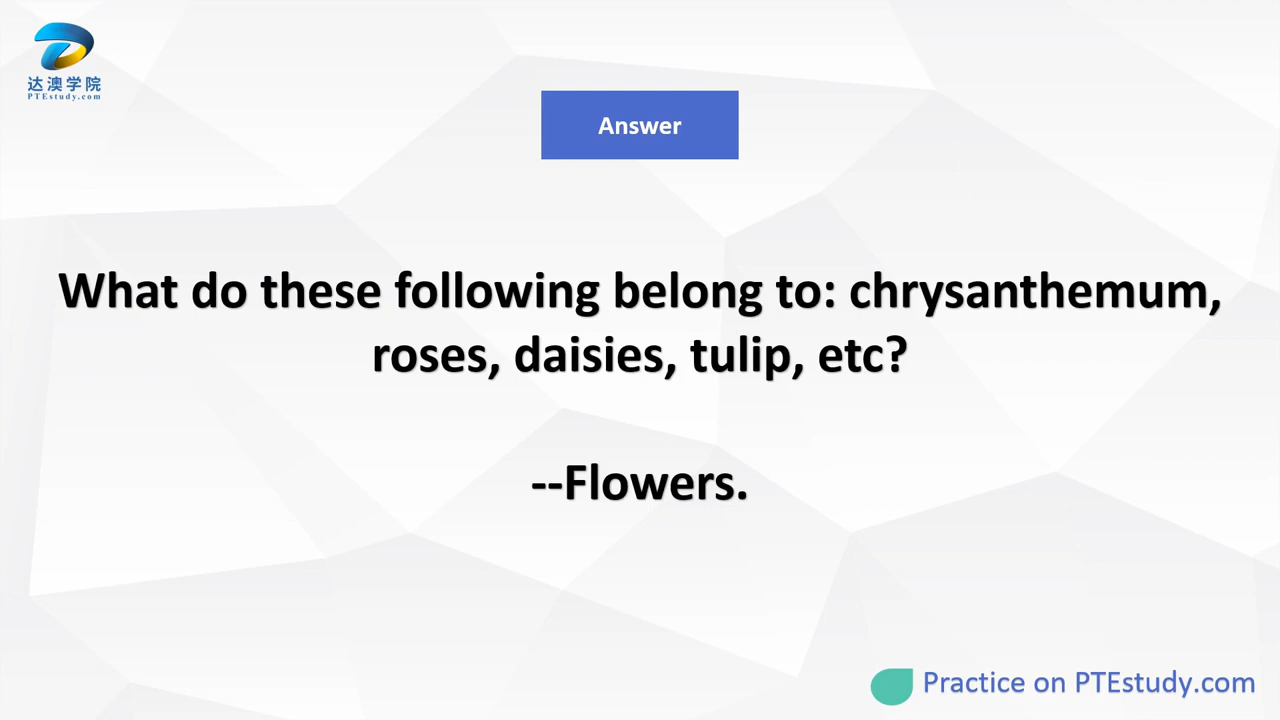 达澳学院
PTEstudy.com
Answer
What do these following belong to: chrysanthemum,
roses, daisies, tulip, etc?
--Flowers.
Practice on PTEstudy.com